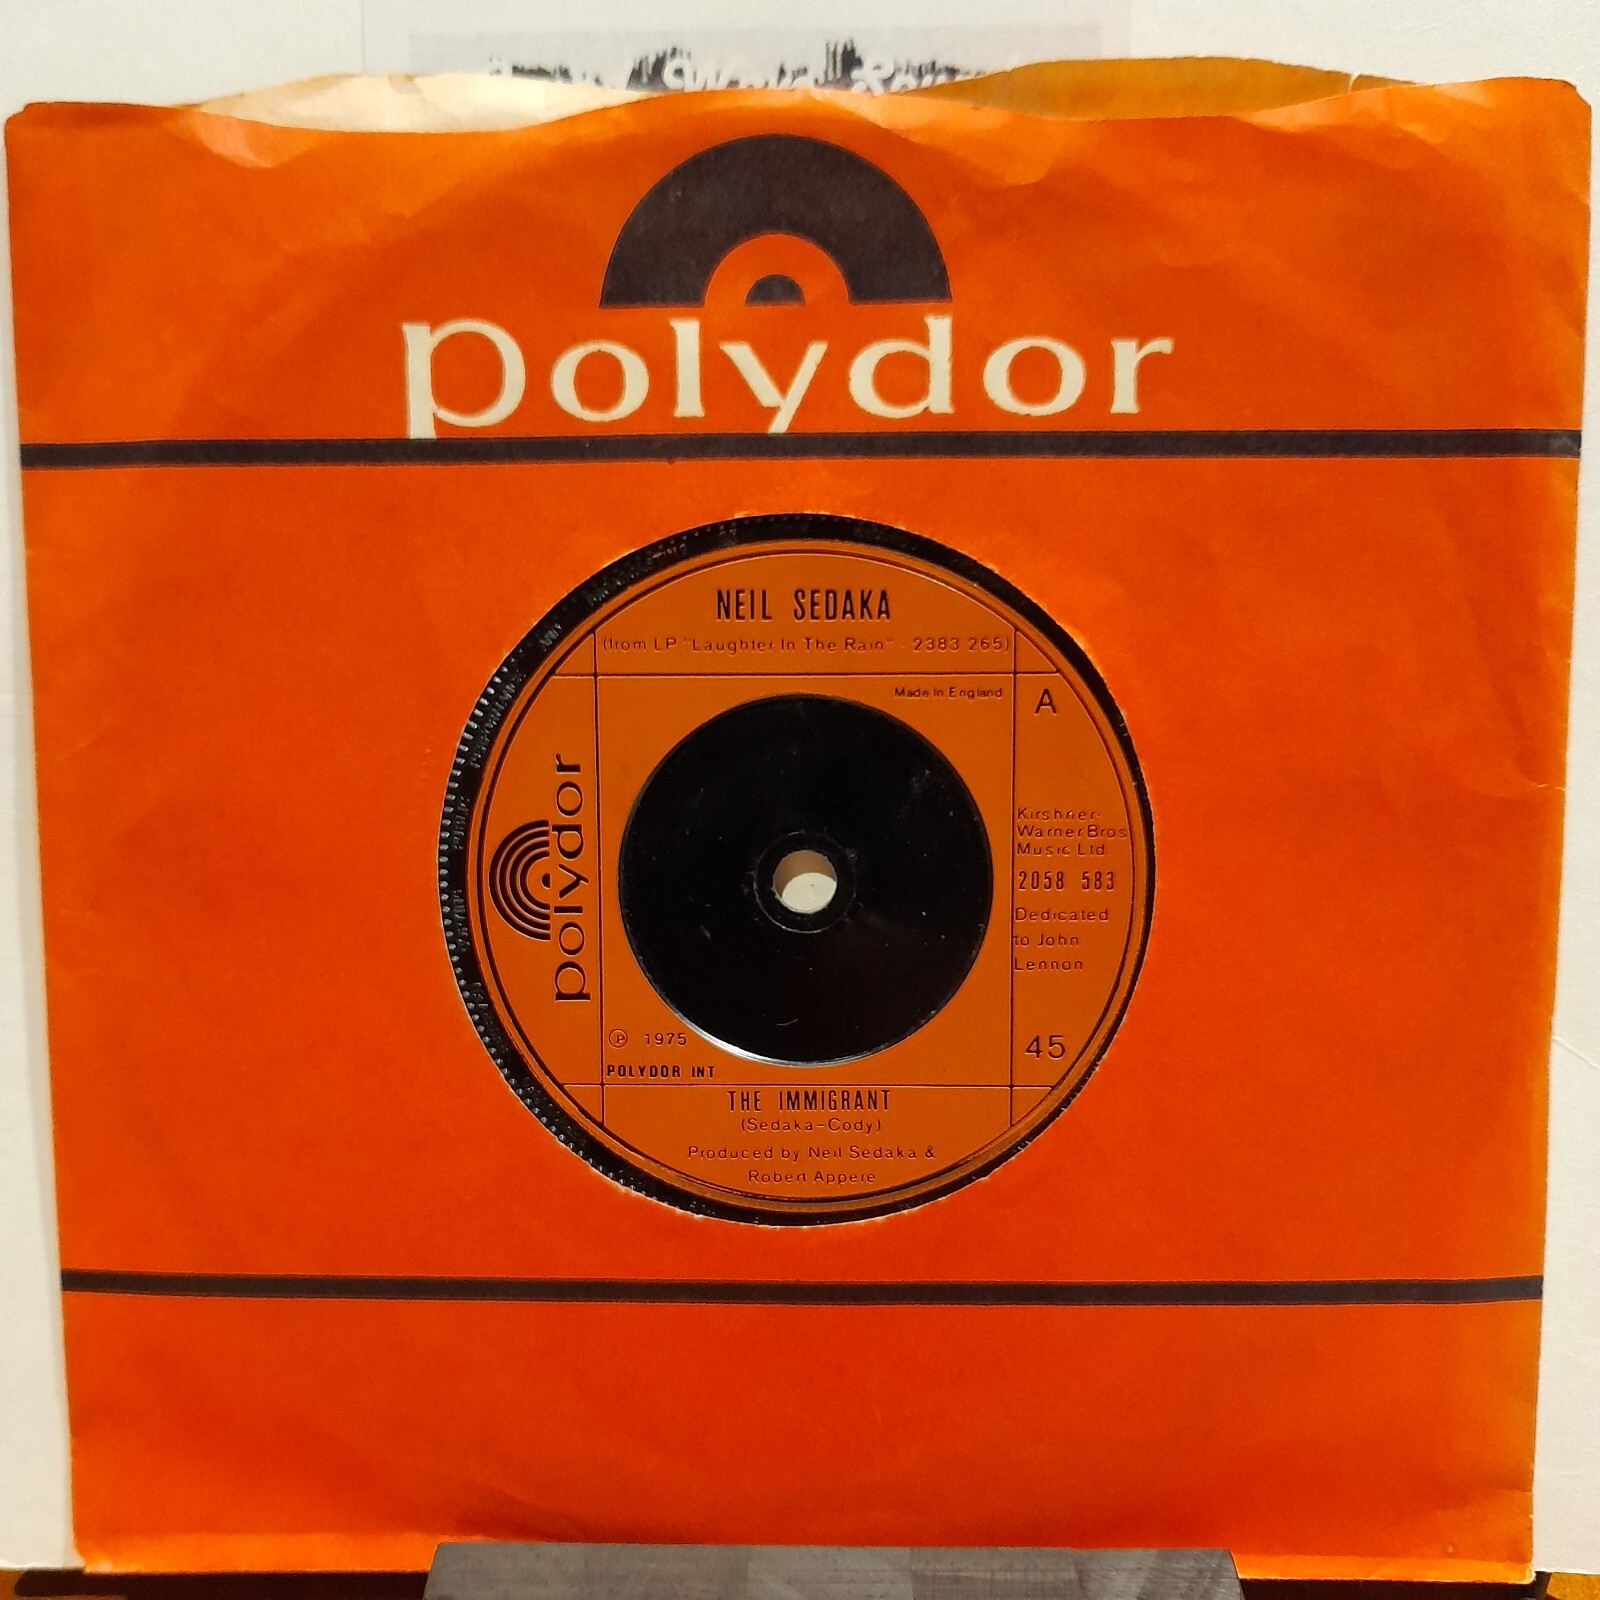 polydor
NEIL SEDAKA
(from LP "Laughter In The Rain" - 2383 265)
Made In England
A
polydor
Kirshner-
Warner Bros
Music Ltd.
2058 583
Dedicated
to John
Lennon
℗ 1975
POLYDOR INT.
45
THE IMMIGRANT
(Sedaka-Cody)
Produced by Neil Sedaka &
Robert Appere